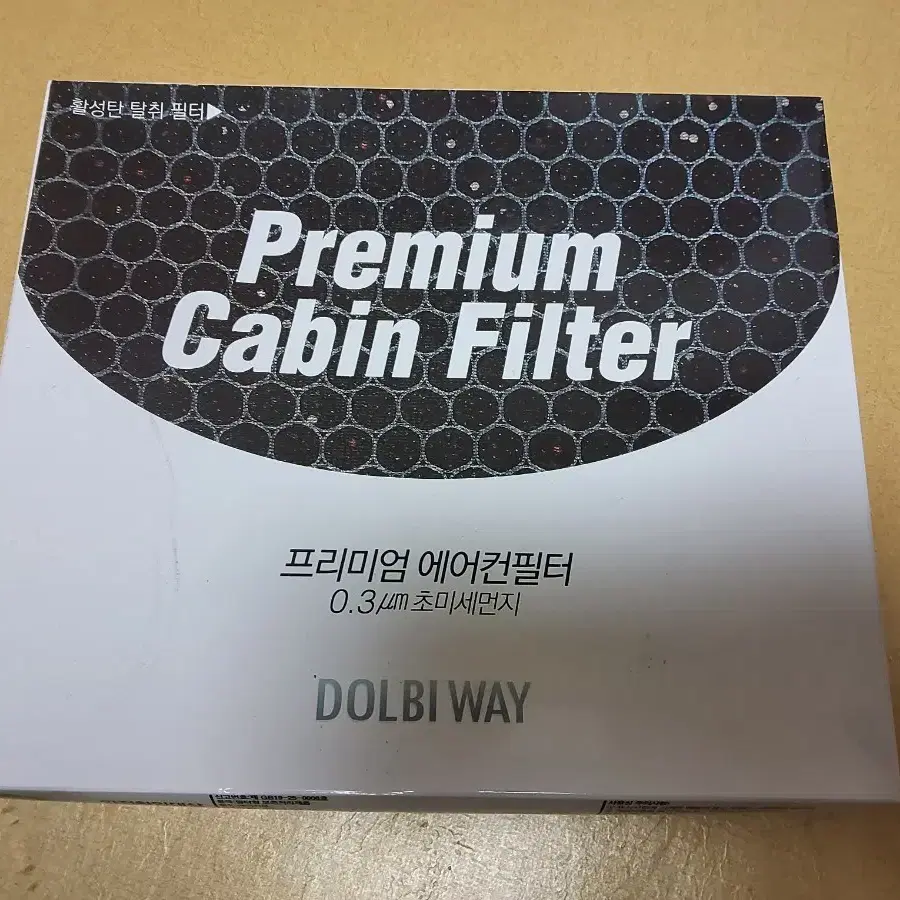 활성탄 탈취 필터▶
Premium
Cabin Filter
프리미엄 에어컨필터
0.3㎛ 초미세먼지
DOLBI WAY